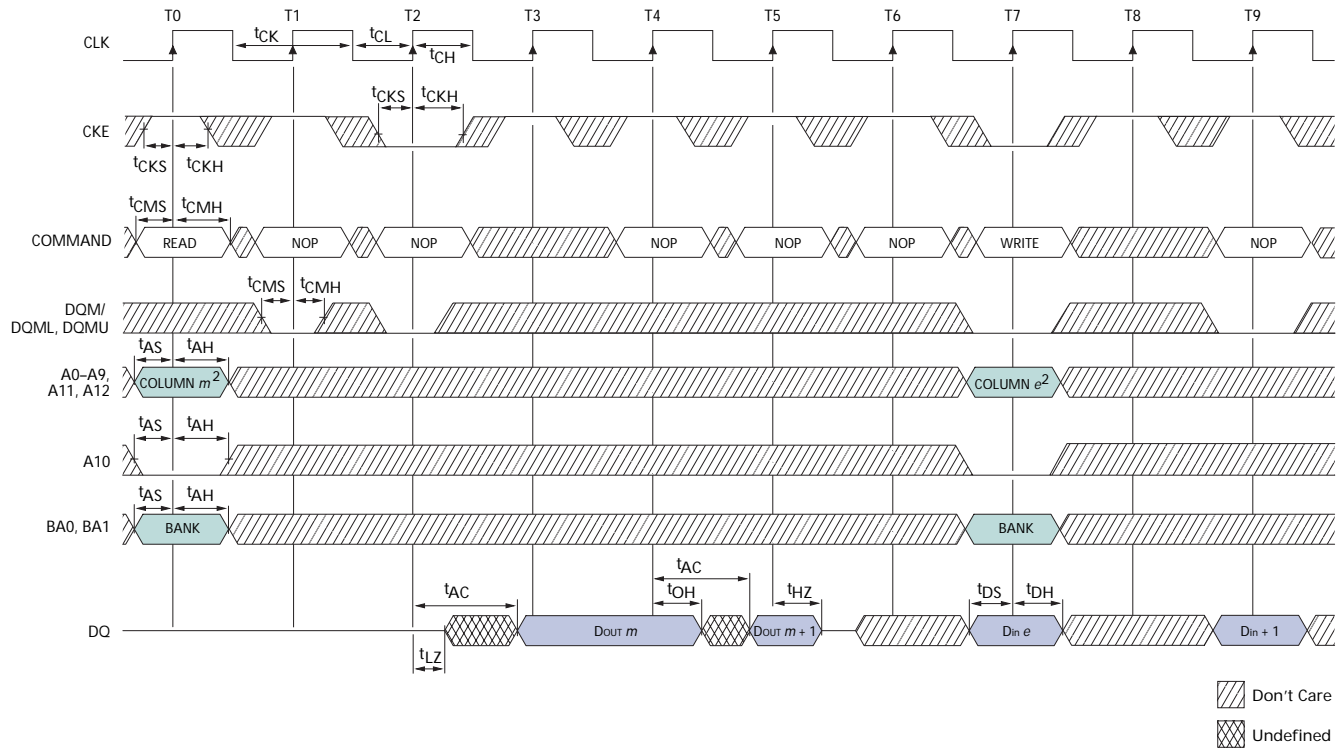 T0 T1 T2 T3 T4 T5 T6 T7 T8 T9
CLK tCK tCL tCH
tCKS tCKH
CKE
tCKS tCKH
tCMS tCMH
COMMAND READ NOP NOP NOP NOP NOP WRITE NOP
tCMS tCMH
DQM/
DQML, DQMU
tAS tAH
A0–A9,
A11, A12
COLUMN m2 COLUMN e2
tAS tAH
A10
tAS tAH
BA0, BA1 BANK BANK
tAC tAC
tOH tHZ tDS tDH
DQ DOUT m DOUT m + 1 Din e Din + 1
tLZ
Don't Care
Undefined